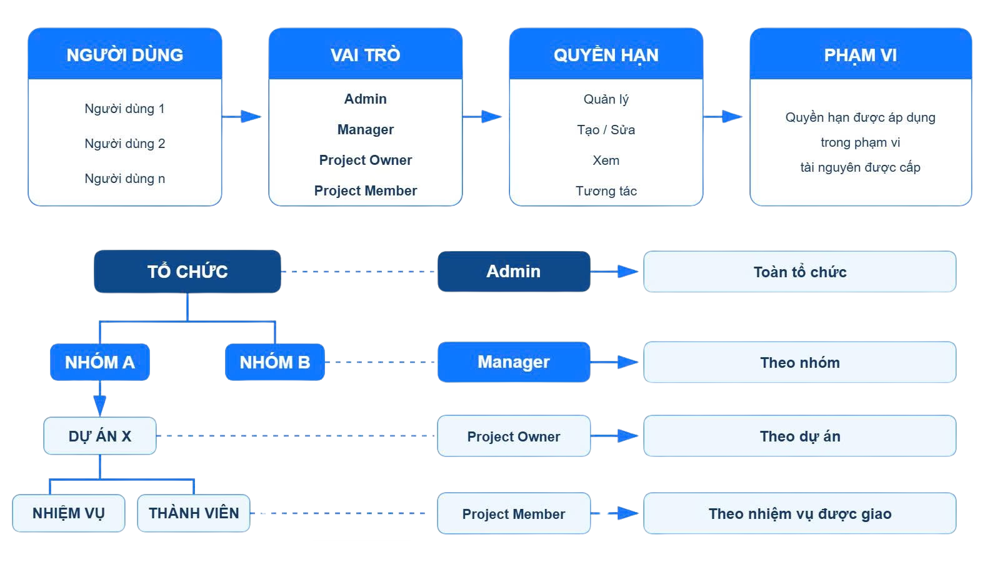 NGƯỜI DÙNG
Người dùng 1
Người dùng 2
Người dùng n
VAI TRÒ
Admin
Manager
Project Owner
Project Member
QUYỀN HẠN
Quản lý
Tạo / Sửa
Xem
Tương tác
PHẠM VI
Quyền hạn được áp dụng
trong phạm vi
tài nguyên được cấp
TỔ CHỨC
Admin
Toàn tổ chức
NHÓM A
NHÓM B
Manager
Theo nhóm
DỰ ÁN X
Project Owner
Theo dự án
NHIỆM VỤ
THÀNH VIÊN
Project Member
Theo nhiệm vụ được giao